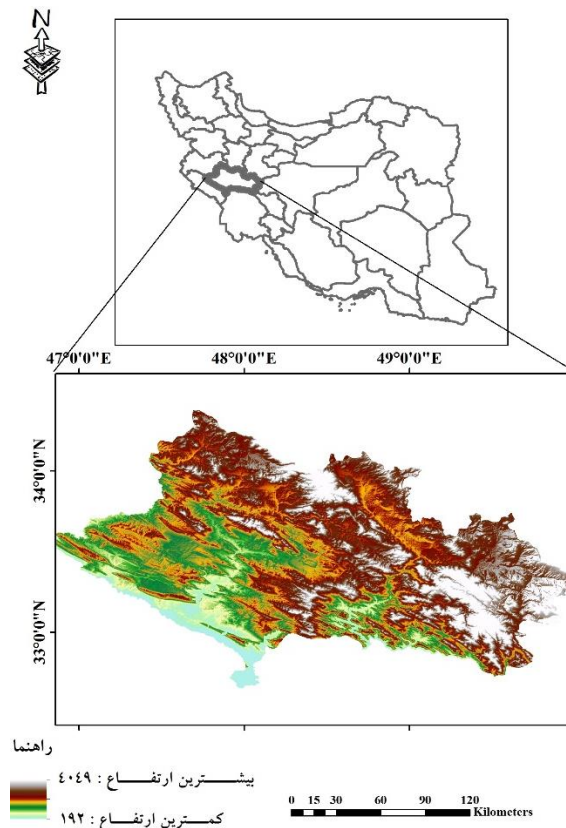 N
47°0'0"E 48°0'0"E 49°0'0"E
34°0'0"N
33°0'0"N
راهنما
بیشترین ارتفاع : ۴۰۴۹
کمترین ارتفاع : ۱۹۲
0 15 30 60 90 120
Kilometers